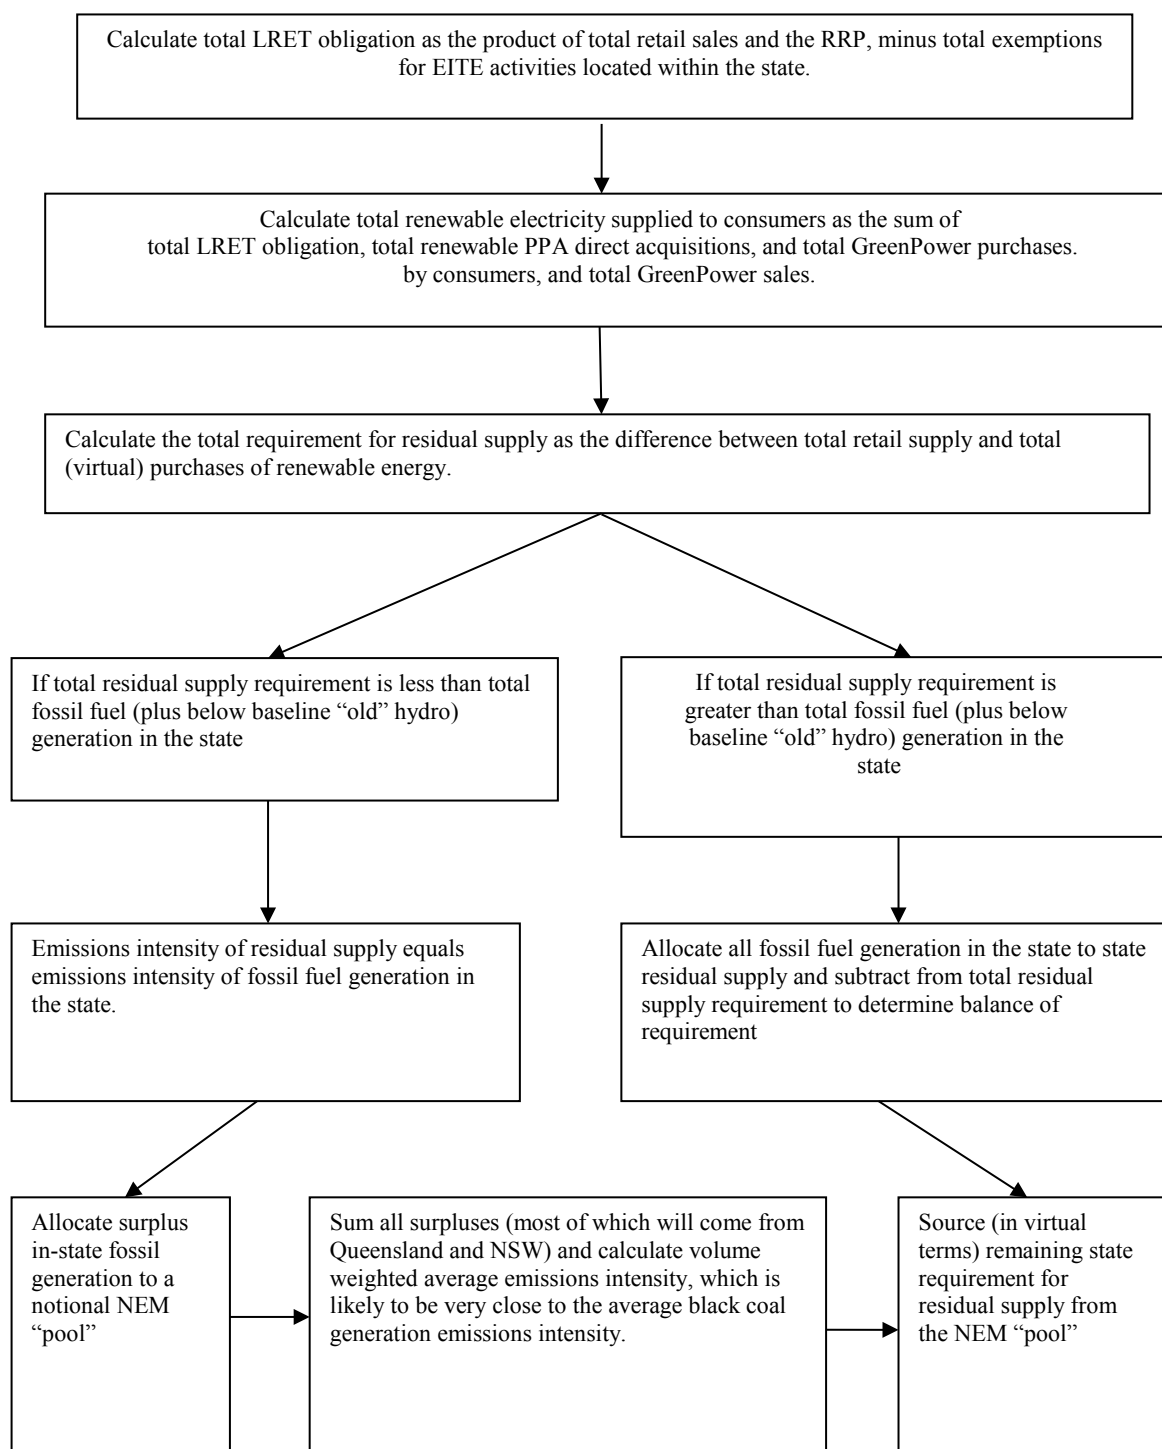 Calculate total LRET obligation as the product of total retail sales and the RRP, minus total exemptions
for EITE activities located within the state.
Calculate total renewable electricity supplied to consumers as the sum of
total LRET obligation, total renewable PPA direct acquisitions, and total GreenPower purchases.
by consumers, and total GreenPower sales.
Calculate the total requirement for residual supply as the difference between total retail supply and total
(virtual) purchases of renewable energy.
If total residual supply requirement is less than total
fossil fuel (plus below baseline “old” hydro)
generation in the state
If total residual supply requirement is
greater than total fossil fuel (plus below
baseline “old” hydro) generation in the
state
Emissions intensity of residual supply equals
emissions intensity of fossil fuel generation in
the state.
Allocate all fossil fuel generation in the state to state
residual supply and subtract from total residual
supply requirement to determine balance of
requirement
Allocate surplus
in-state fossil
generation to a
notional NEM
“pool”
Sum all surpluses (most of which will come from
Queensland and NSW) and calculate volume
weighted average emissions intensity, which is
likely to be very close to the average black coal
generation emissions intensity.
Source (in virtual
terms) remaining state
requirement for
residual supply from
the NEM “pool”